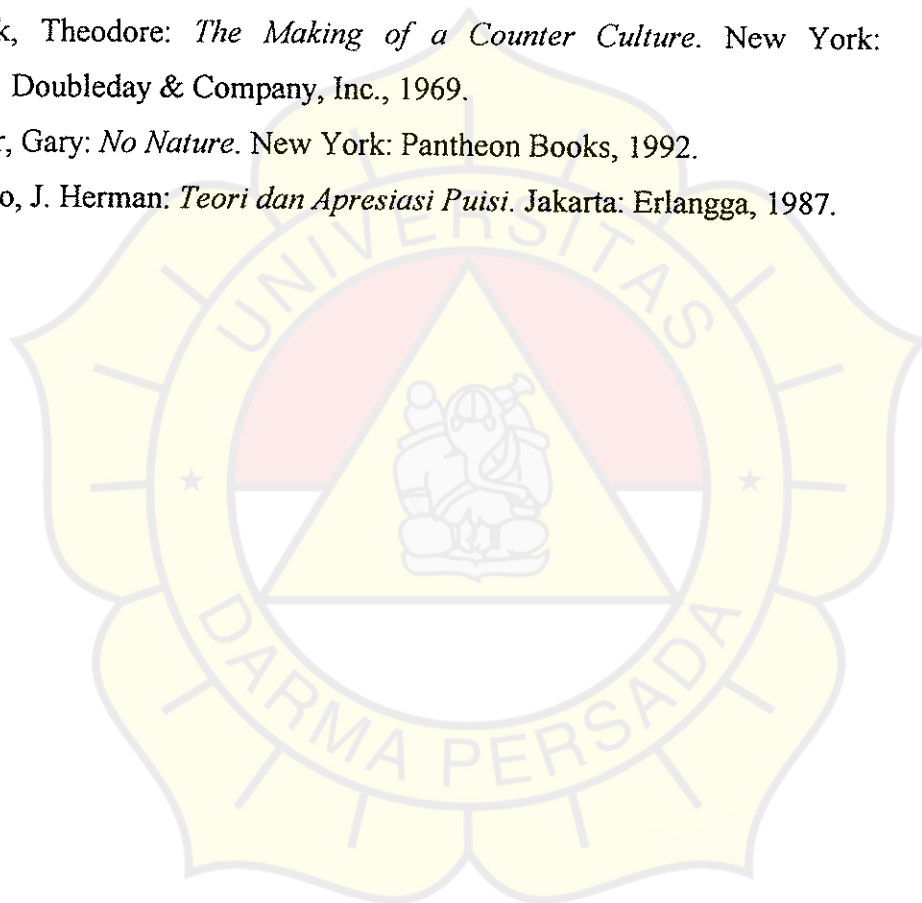 k, Theodore: The Making of a Counter Culture. New York:
Doubleday & Company, Inc., 1969.
r, Gary: No Nature. New York: Pantheon Books, 1992.
o, J. Herman: Teori dan Apresiasi Puisi. Jakarta: Erlangga, 1987.
UNIVERSITAS
DARMA PERSADA